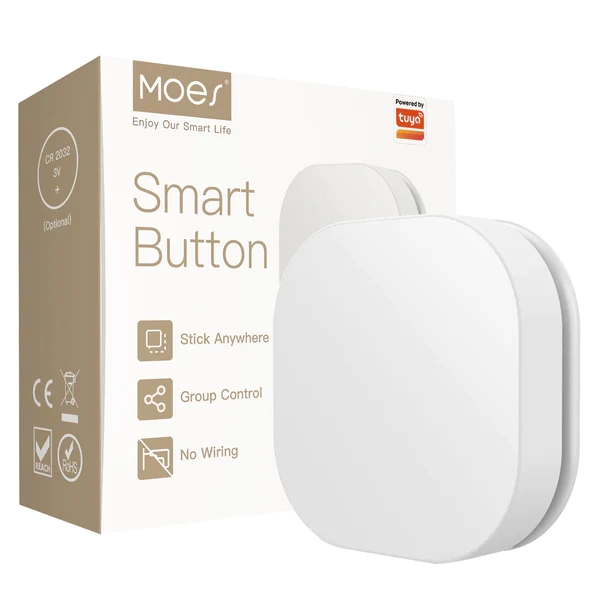 MOES®
Enjoy Our Smart Life
Powered by
tuya
Smart
Button
Stick Anywhere
Group Control
No Wiring
CR 2032
3V
+
(Optional)
CE
REACH
RoHS